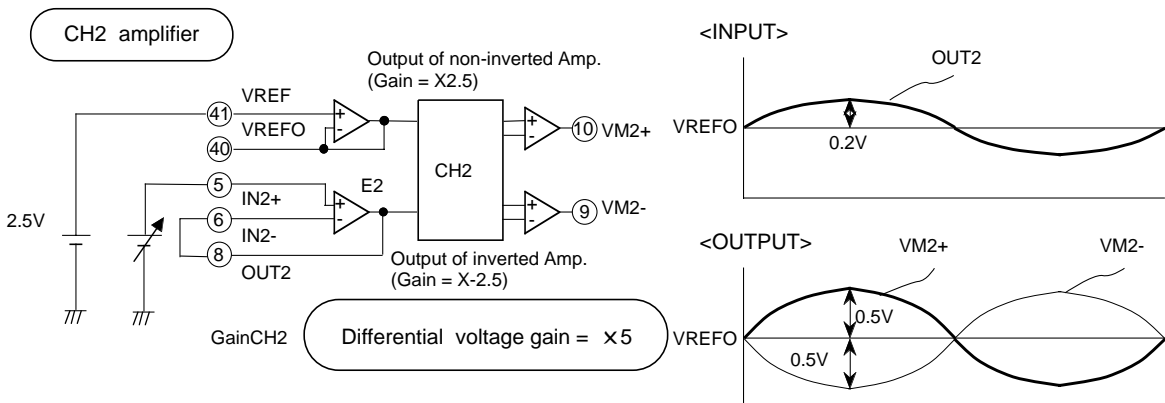 CH2 amplifier
Output of non-inverted Amp.
(Gain = X2.5)
41
VREF
VREFO
40
5
E2
IN2+
6
IN2-
8
OUT2
2.5V
+
-
+
-
CH2
+
-
10
VM2+
+
-
9
VM2-
Output of inverted Amp.
(Gain = X-2.5)
GainCH2
Differential voltage gain = ×5
<INPUT>
OUT2
VREFO
0.2V
<OUTPUT>
VM2+
VM2-
0.5V
VREFO
0.5V